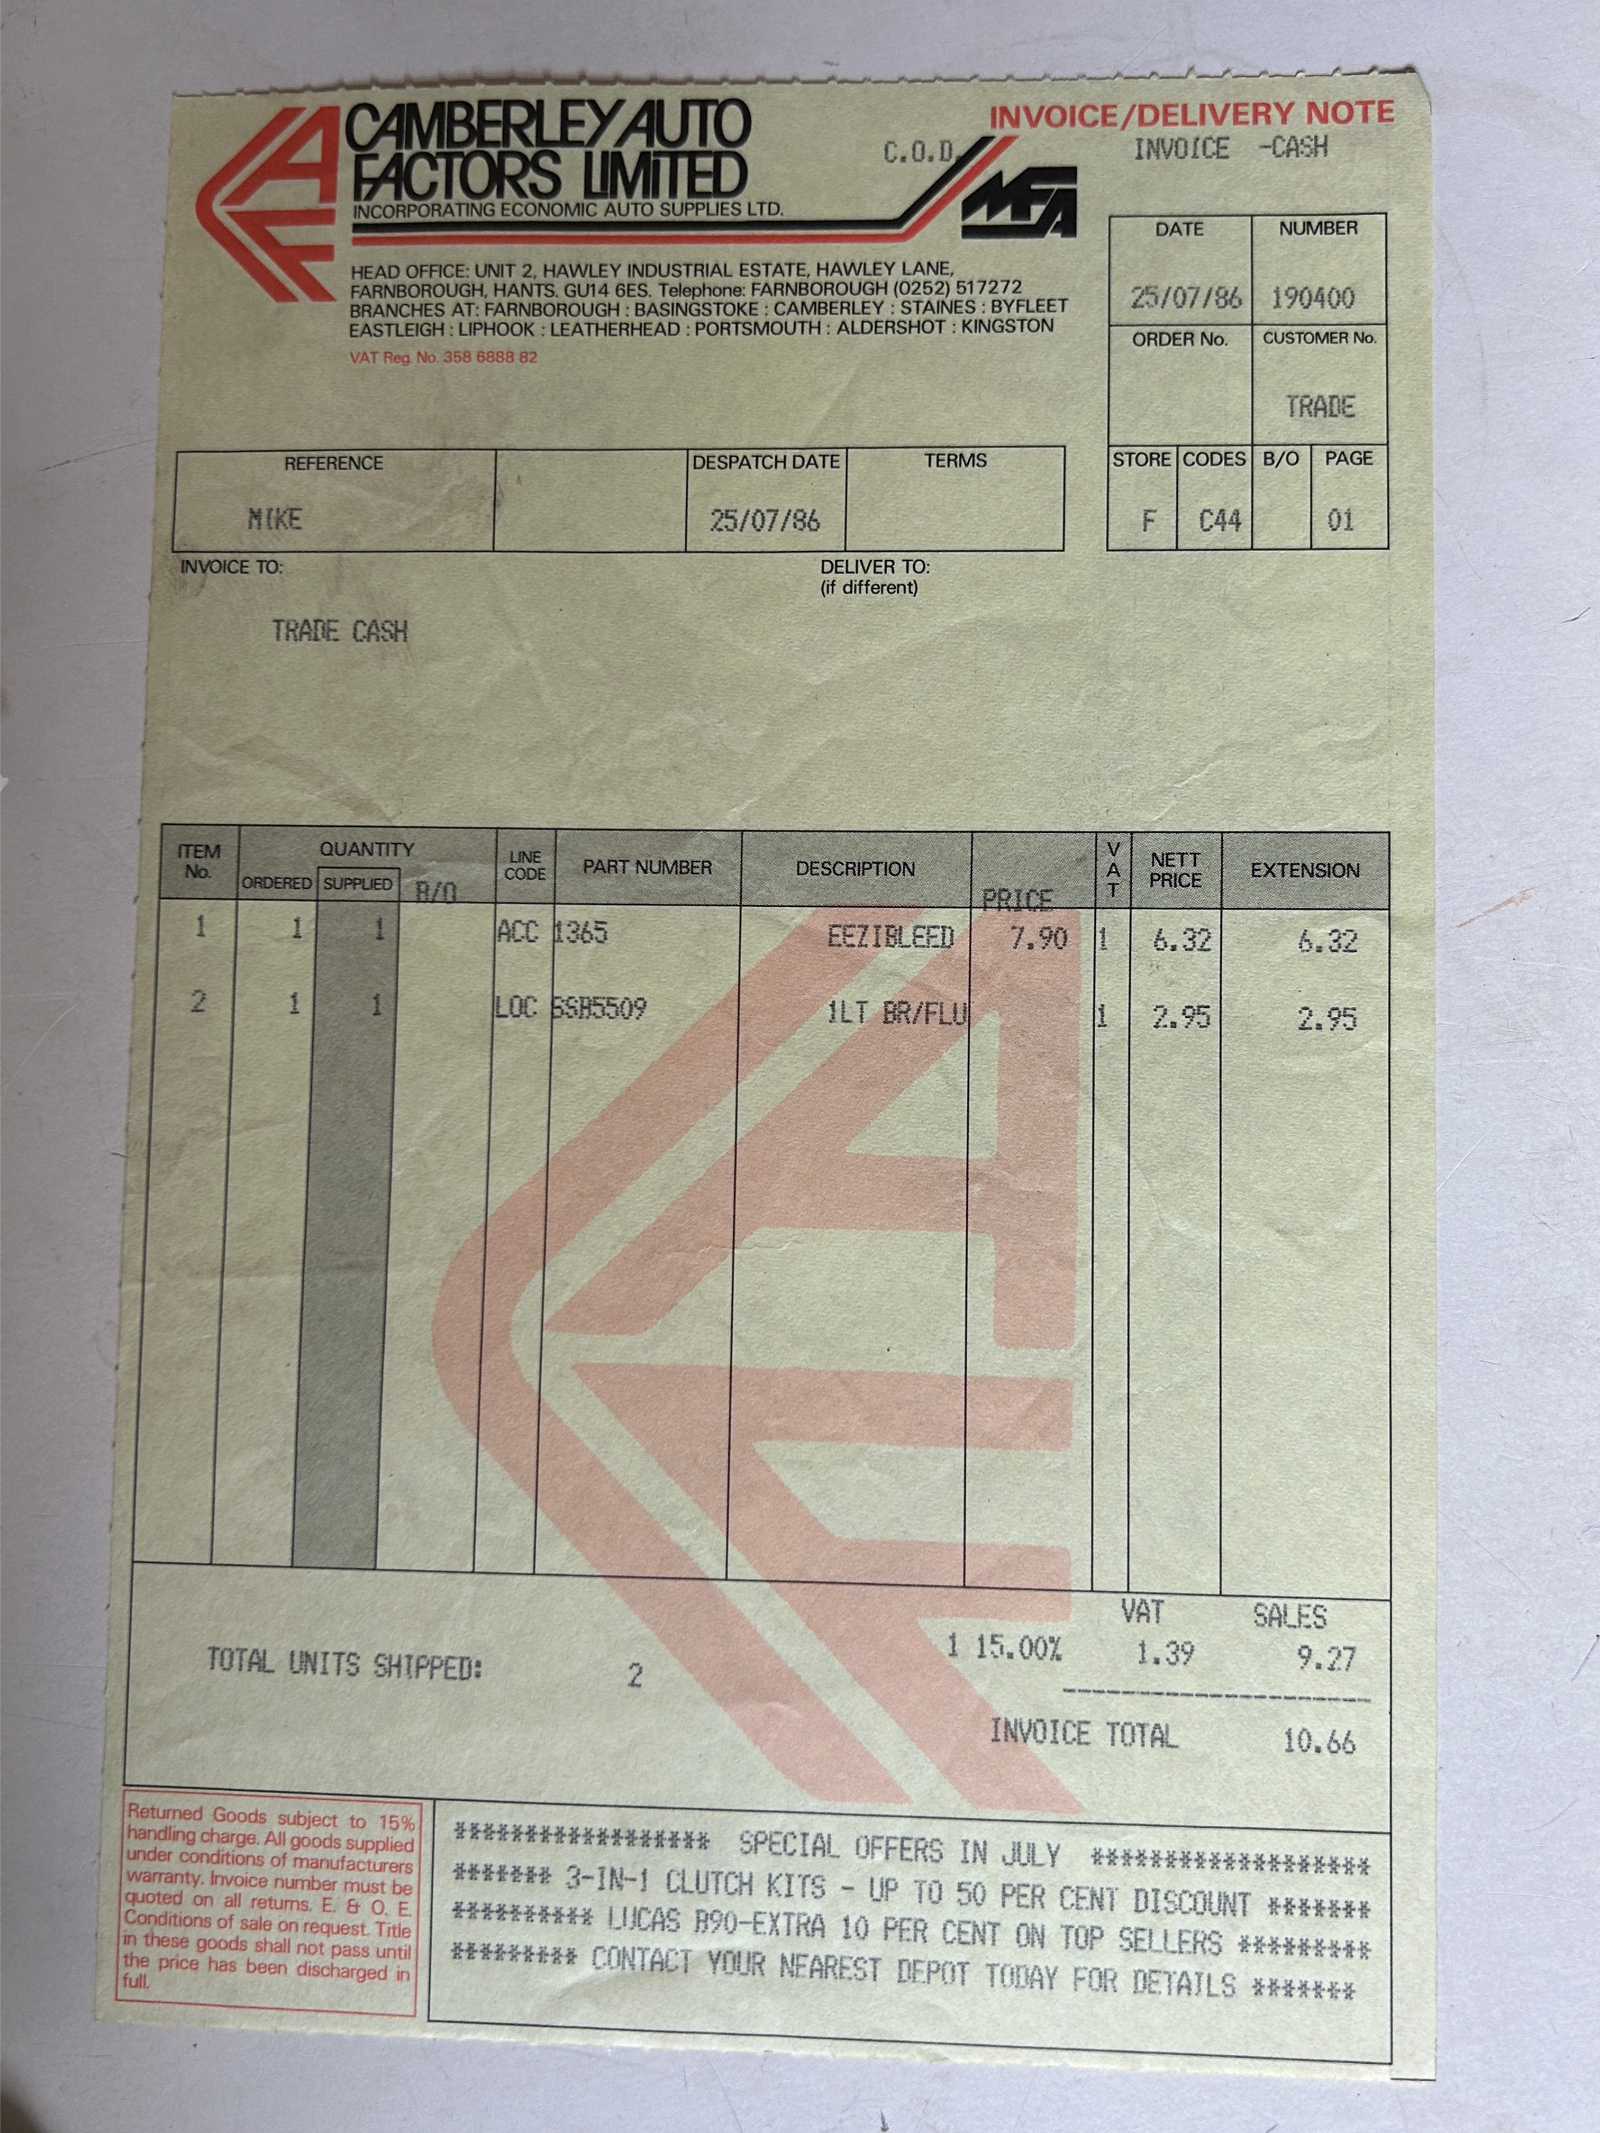 CAMBERLEY AUTO
FACTORS LIMITED
INCORPORATING ECONOMIC AUTO SUPPLIES LTD.
C.O.D.
MFA
INVOICE/DELIVERY NOTE
INVOICE -CASH
HEAD OFFICE: UNIT 2, HAWLEY INDUSTRIAL ESTATE, HAWLEY LANE,
FARNBOROUGH, HANTS. GU14 6ES. Telephone: FARNBOROUGH (0252) 517272
BRANCHES AT: FARNBOROUGH : BASINGSTOKE : CAMBERLEY : STAINES : BYFLEET
EASTLEIGH : LIPHOOK : LEATHERHEAD : PORTSMOUTH : ALDERSHOT : KINGSTON
VAT Reg. No. 358 6888 82
DATE NUMBER
25/07/86 190400
ORDER No. CUSTOMER No.
TRADE
STORE CODES B/O PAGE
F C44 01
REFERENCE DESPATCH DATE TERMS
MIKE 25/07/86
INVOICE TO: DELIVER TO:
(if different)
TRADE CASH
ITEM No. QUANTITY ORDERED SUPPLIED B/O LINE CODE PART NUMBER DESCRIPTION PRICE VAT NETT PRICE EXTENSION
1 1 1 ACC 1365 EEZIBLEED 7.90 1 6.32 6.32
2 1 1 LOC SSB5509 1LT BR/FLU 1 2.95 2.95
VAT SALES
1 15.00% 1.39 9.27
TOTAL UNITS SHIPPED: 2
INVOICE TOTAL 10.66
Returned Goods subject to 15%
handling charge. All goods supplied
under conditions of manufacturers
warranty. Invoice number must be
quoted on all returns. E. & O. E.
Conditions of sale on request. Title
in these goods shall not pass until
the price has been discharged in
full.
****************** SPECIAL OFFERS IN JULY ********************
******* 3-IN-1 CLUTCH KITS - UP TO 50 PER CENT DISCOUNT *******
********** LUCAS B90-EXTRA 10 PER CENT ON TOP SELLERS *********
********* CONTACT YOUR NEAREST DEPOT TODAY FOR DETAILS *******